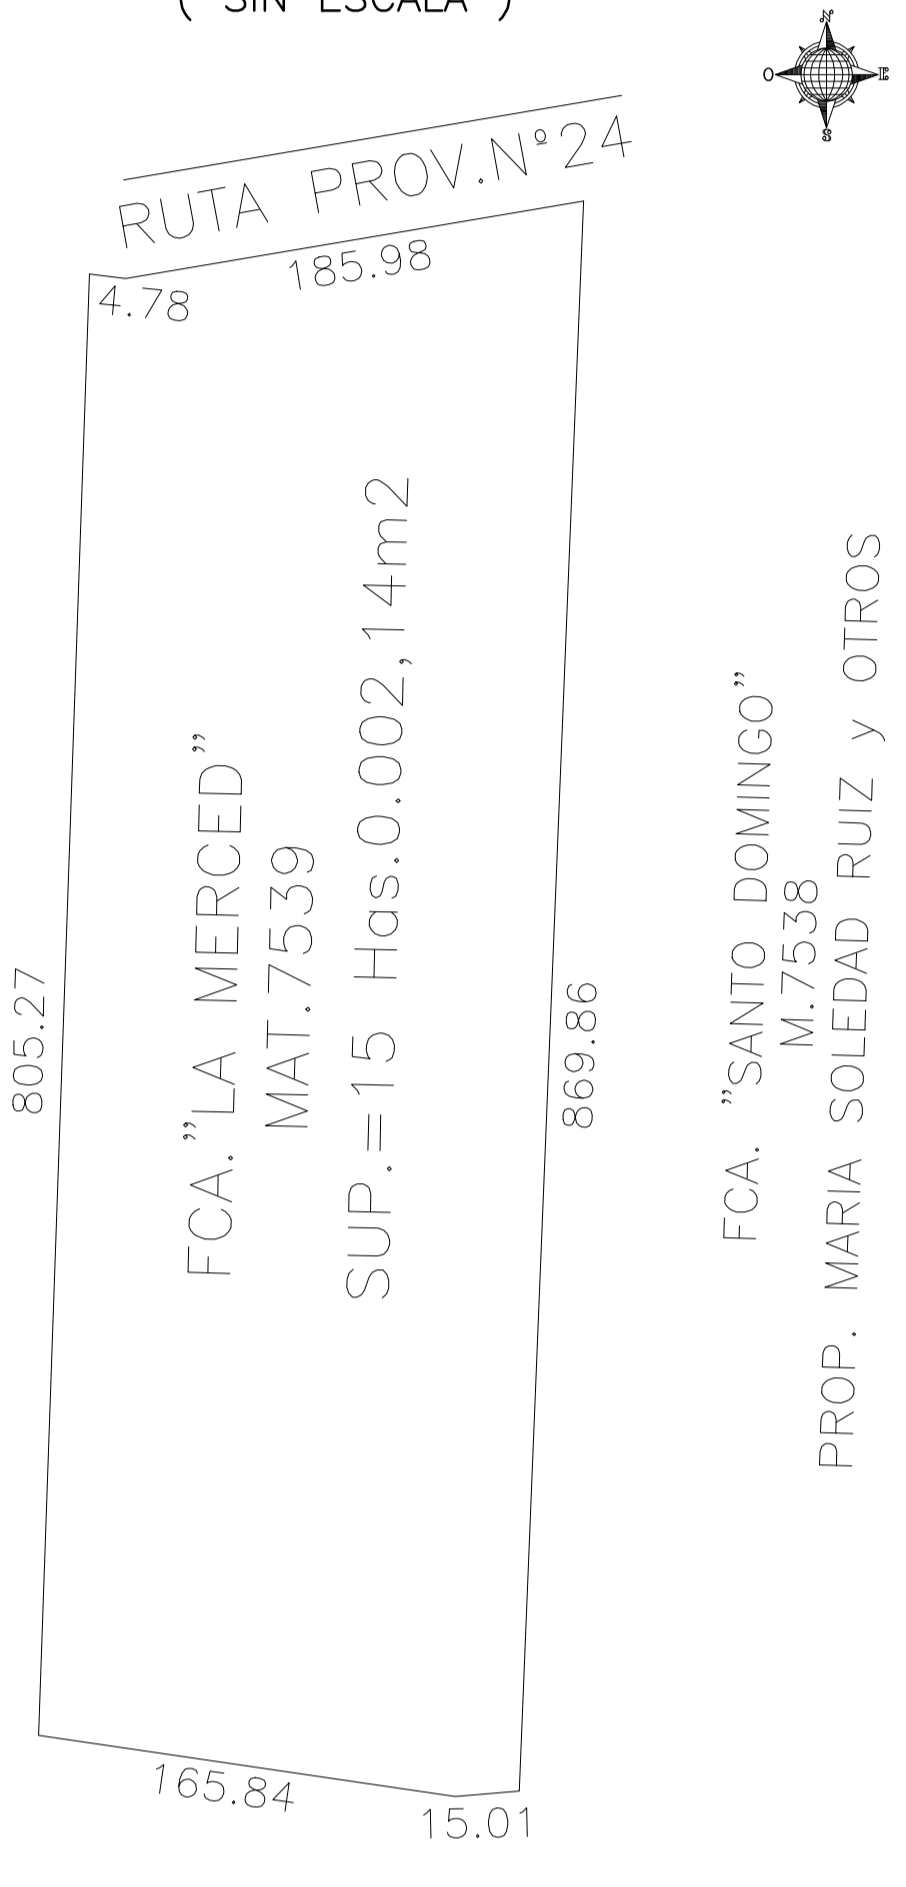 ( SIN ESCALA )
N
O
E
S
RUTA PROV.Nº24
185.98
4.78
805.27
FCA."LA MERCED"
MAT.7539
SUP.=15 Has.0.002,14m2
869.86
FCA. "SANTO DOMINGO"
M.7538
PROP. MARIA SOLEDAD RUIZ y OTROS
165.84
15.01